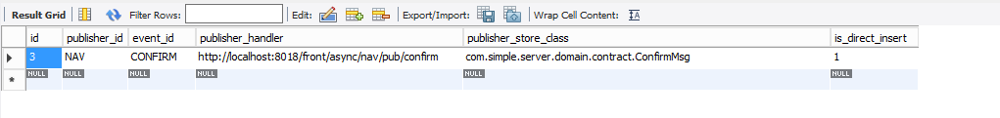 Result Grid Filter Rows: Edit: Export/Import: Wrap Cell Content: IA
id publisher_id event_id publisher_handler publisher_store_class is_direct_insert
3 NAV CONFIRM http://localhost:8018/front/async/nav/pub/confirm com.simple.server.domain.contract.ConfirmMsg 1
* NULL NULL NULL NULL NULL NULL